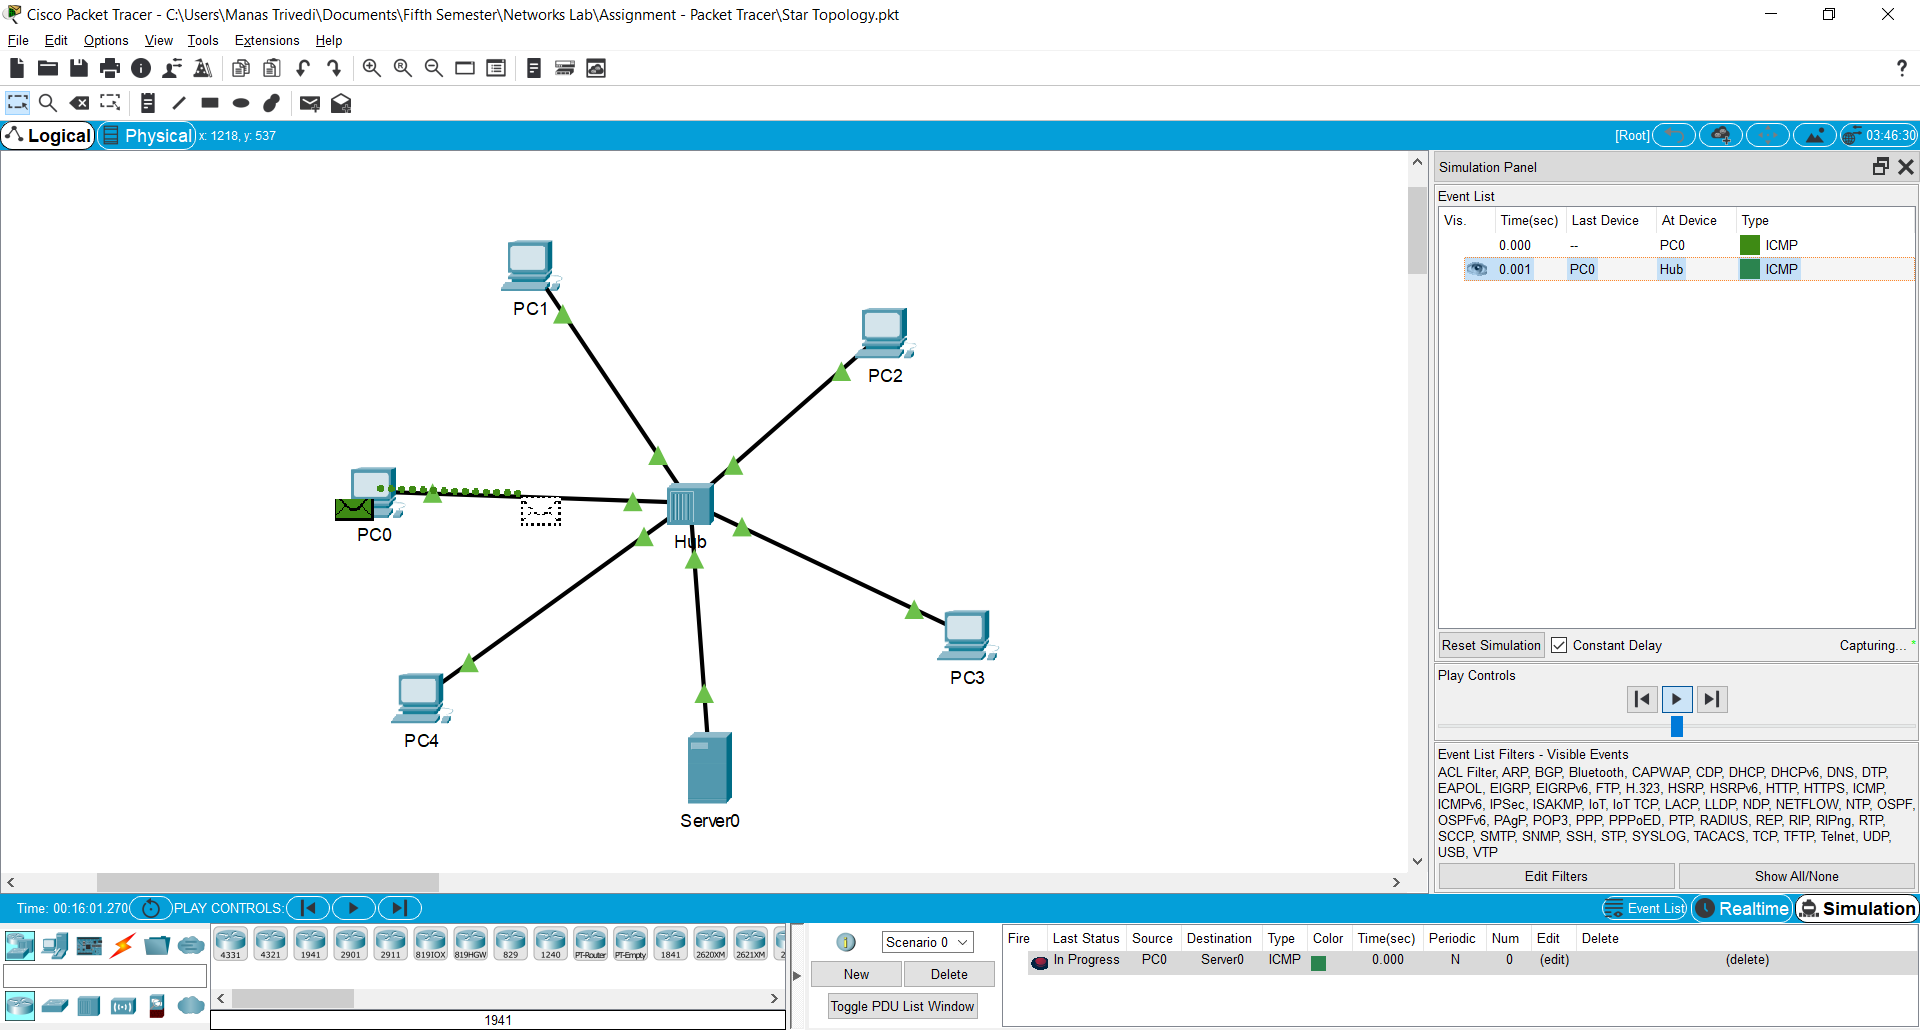 Cisco Packet Tracer - C:\Users\Manas Trivedi\Documents\Fifth Semester\Networks Lab\Assignment - Packet Tracer\Star Topology.pkt
File Edit Options View Tools Extensions Help
?
Logical Physical x: 1218, y: 537 [Root] 03:46:30
PC1
PC2
PC0
Hub
PC3
PC4
Server0
Simulation Panel
Event List
Vis. Time(sec) Last Device At Device Type
0.000 -- PC0 ICMP
0.001 PC0 Hub ICMP
Reset Simulation Constant Delay Capturing... *
Play Controls
Event List Filters - Visible Events
ACL Filter, ARP, BGP, Bluetooth, CAPWAP, CDP, DHCP, DHCPv6, DNS, DTP,
EAPOL, EIGRP, EIGRPv6, FTP, H.323, HSRP, HSRPv6, HTTP, HTTPS, ICMP,
ICMPv6, IPSec, ISAKMP, IoT, IoT TCP, LACP, LLDP, NDP, NETFLOW, NTP, OSPF,
OSPFv6, PAgP, POP3, PPP, PPPoED, PTP, RADIUS, REP, RIP, RIPng, RTP,
SCCP, SMTP, SNMP, SSH, STP, SYSLOG, TACACS, TCP, TFTP, Telnet, UDP,
USB, VTP
Edit Filters Show All/None
Time: 00:16:01.270 PLAY CONTROLS: Event List Realtime Simulation
4331 4321 1941 2901 2911 819IOX 819HGW 829 1240 PT-Router PT-Empty 1841 2620XM 2621XM 2
1941
Scenario 0
New Delete
Toggle PDU List Window
Fire Last Status Source Destination Type Color Time(sec) Periodic Num Edit Delete
In Progress PC0 Server0 ICMP 0.000 N 0 (edit) (delete)